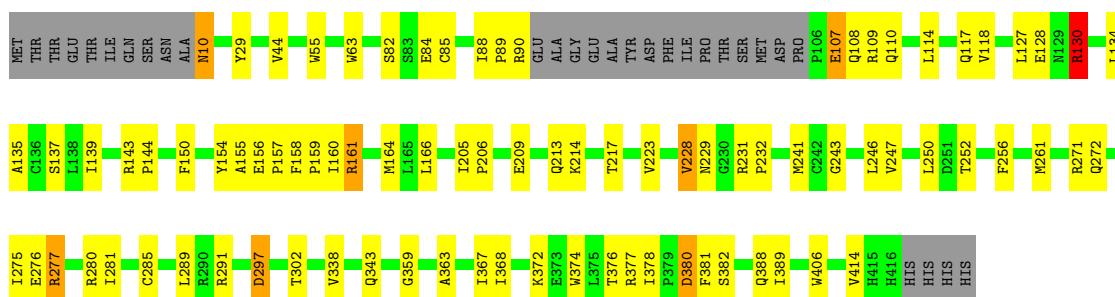 MET THR THR GLU THR ILE GLN SER ASN ALA N10 Y29 V44 W55 W63 S82 S83 E84 C85 I88 P89 R90 GLU ALA GLY GLU ALA TYR ASP PHE ILE PRO THR SER MET ASP PRO P106 E107 Q108 R109 Q110 L114 Q117 V118 L127 E128 N129 R130 L134
A135 C136 S137 L138 I139 R143 P144 F150 Y154 A155 E156 P157 F158 P159 I160 R161 M164 L165 L166 I205 P206 E209 Q213 K214 T217 V223 V228 N229 G230 R231 P232 M241 C242 G243 L246 V247 L250 D251 T252 F256 M261 R271 Q272
I275 E276 R277 R280 I281 C285 L289 R290 R291 D297 T302 V338 Q343 G359 A363 I367 I368 K372 E373 W374 L375 T376 R377 I378 P379 D380 F381 S382 Q388 I389 W406 V414 H415 H416 HIS HIS HIS HIS